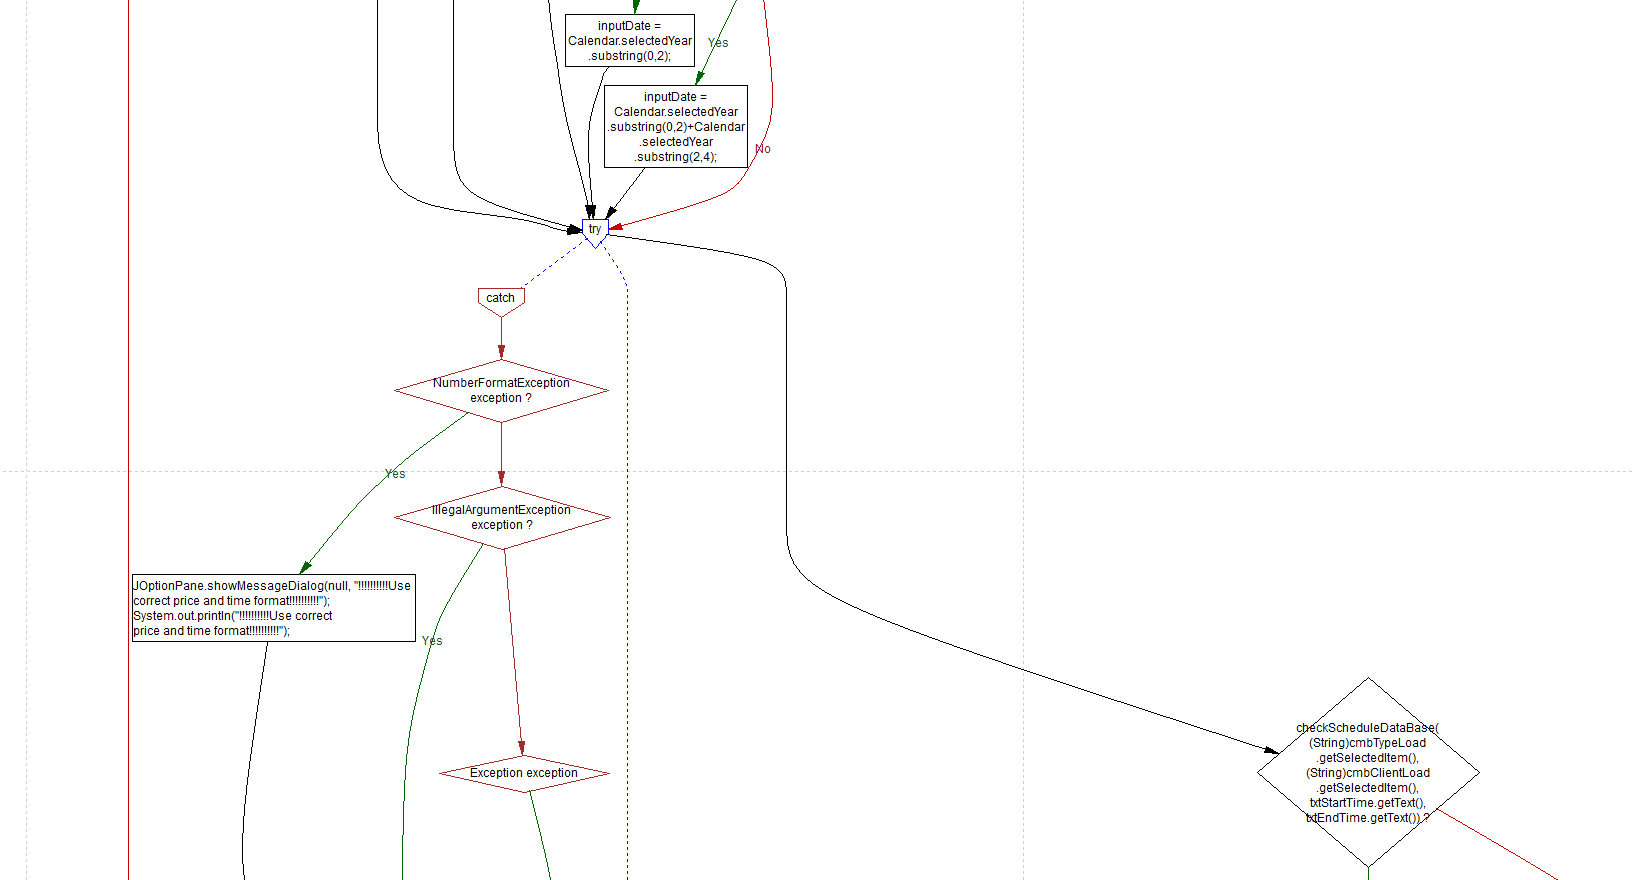 inputDate =
Calendar.selectedYear
.substring(0,2);
Yes
inputDate =
Calendar.selectedYear
.substring(0,2)+Calendar
.selectedYear
.substring(2,4);
No
try
catch
NumberFormatException
exception ?
Yes
IllegalArgumentException
exception ?
JOptionPane.showMessageDialog(null, "!!!!!!!!!!Use
correct price and time format!!!!!!!!!!");
System.out.println("!!!!!!!!!!Use correct
price and time format!!!!!!!!!!");
Yes
Exception exception
checkScheduleDataBase(
(String)cmbTypeLoad
.getSelectedItem(),
(String)cmbClientLoad
.getSelectedItem(),
txtStartTime.getText(),
txtEndTime.getText()) ?